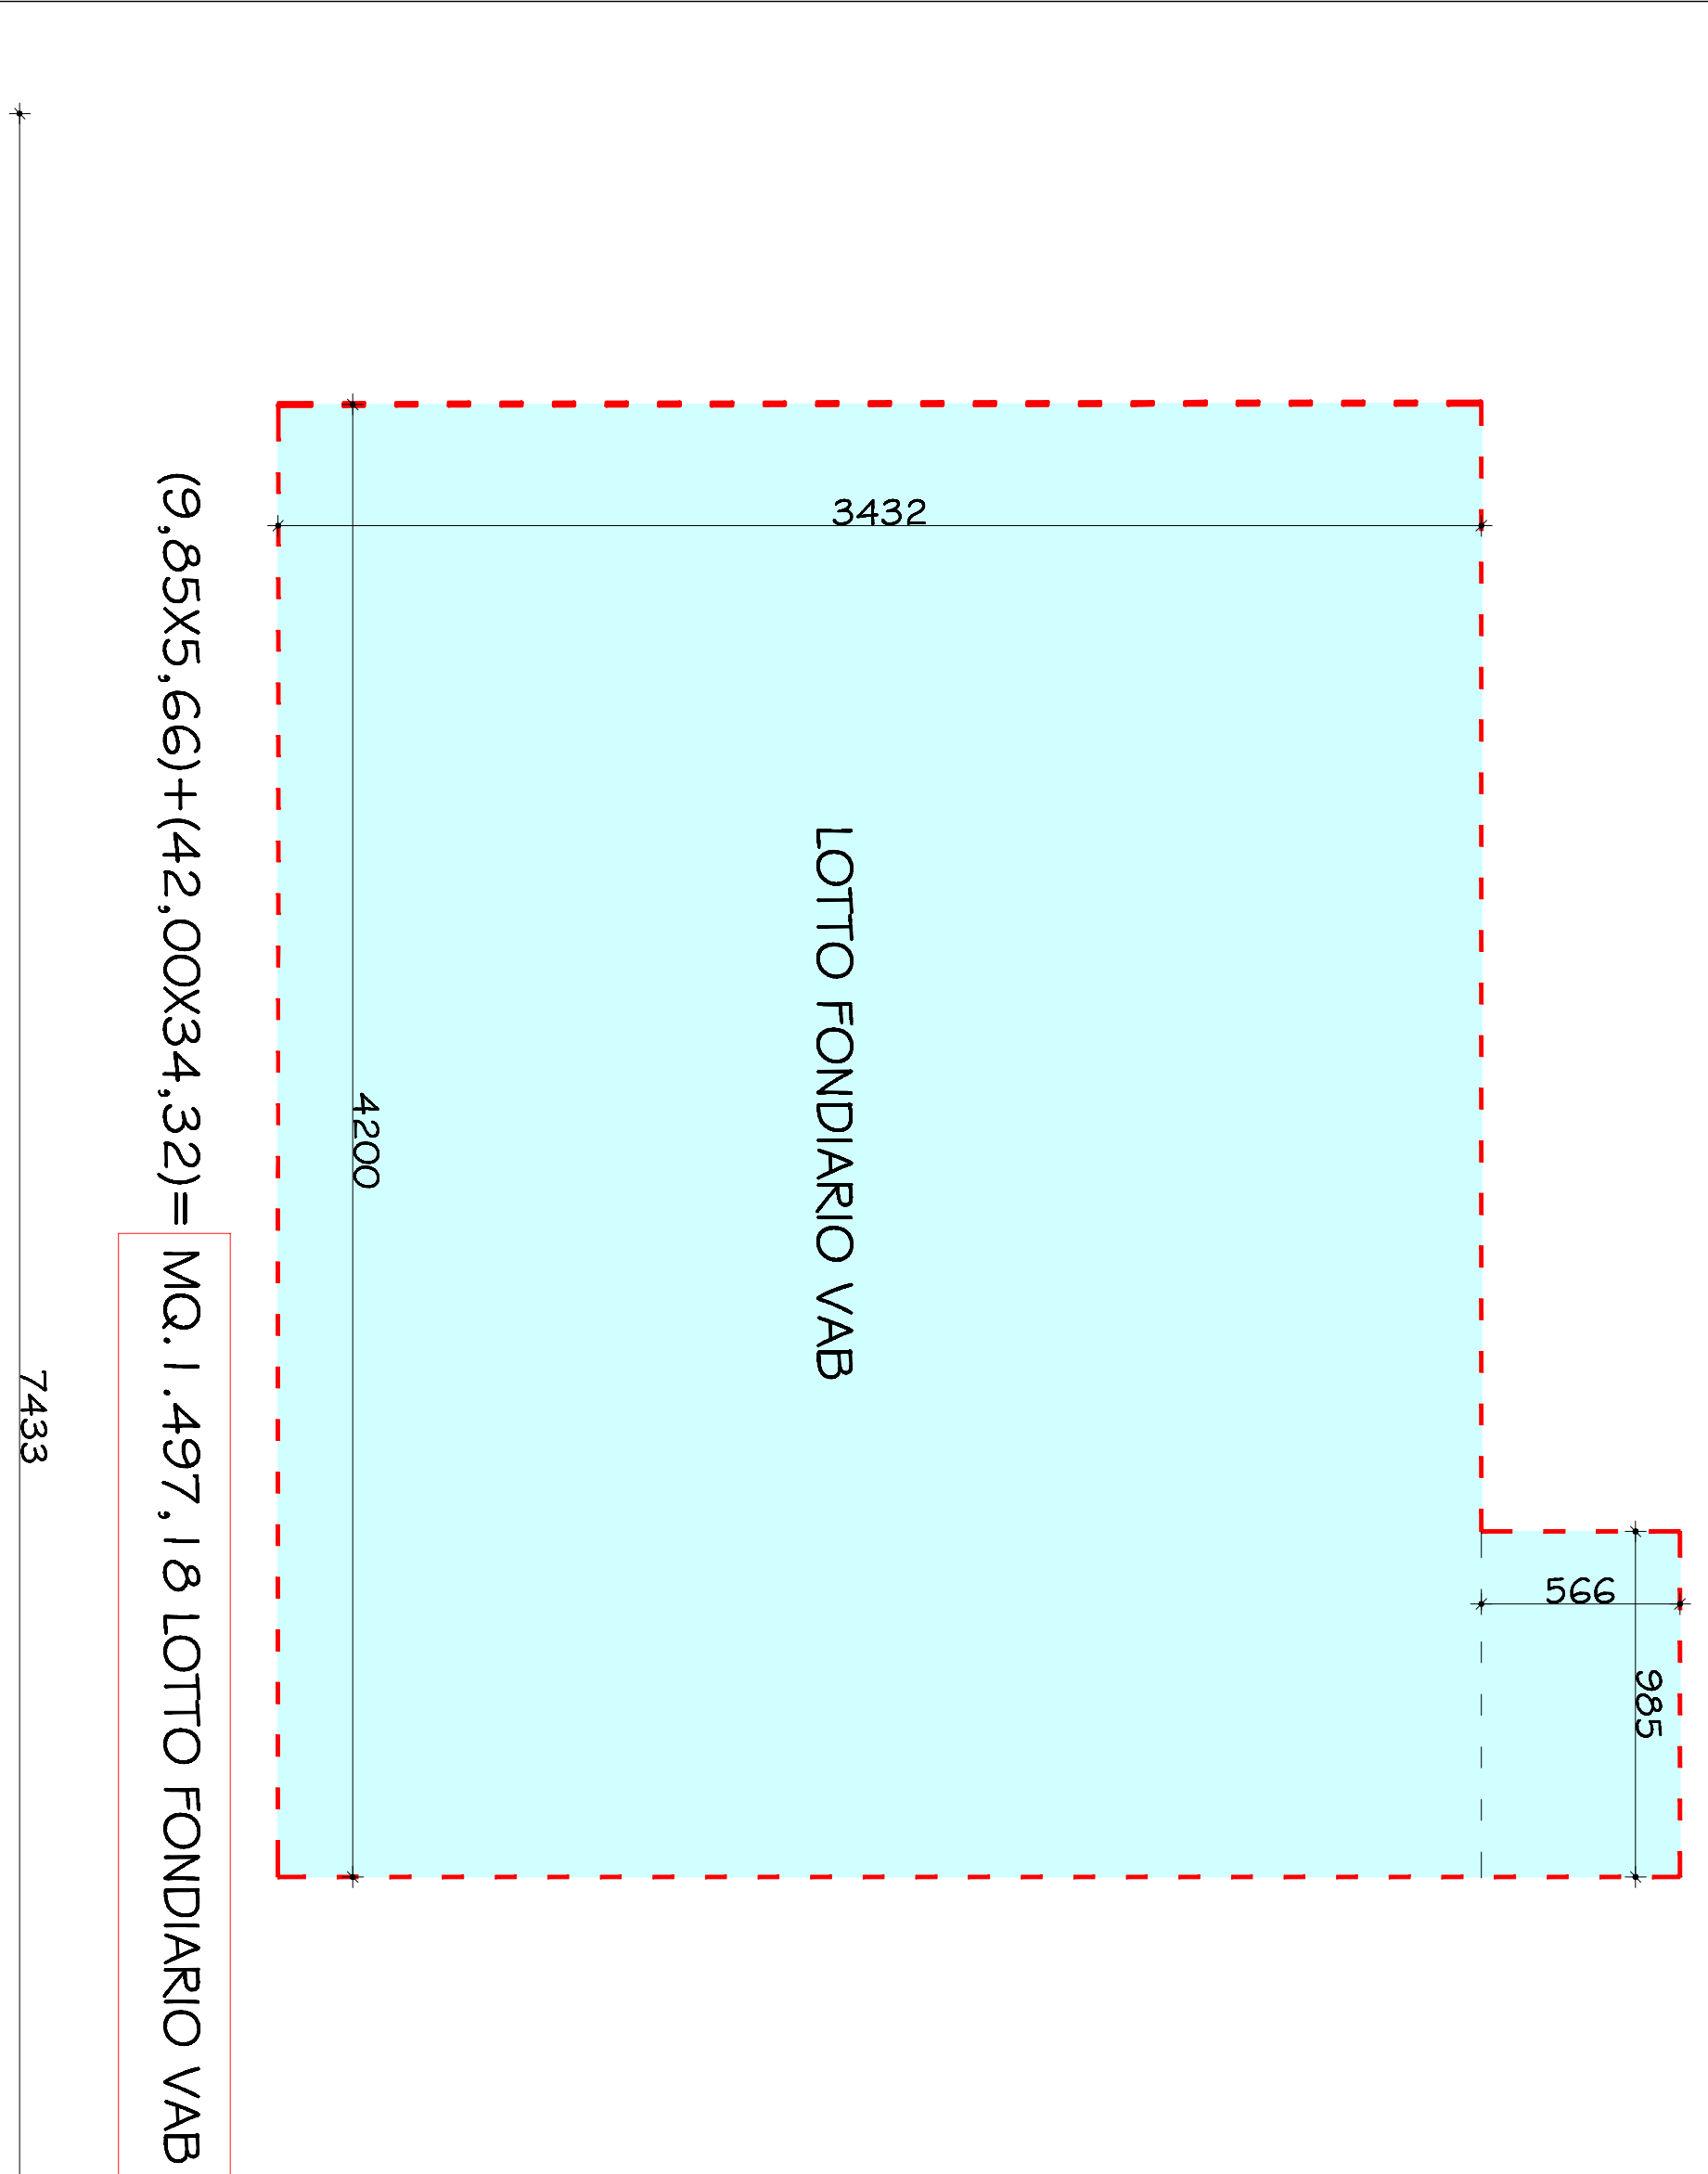 985
566
3432
LOTTO FONDIARIO VAB
4200
(9,85X5,66)+(42,00X34,32)= MQ.1.497,18 LOTTO FONDIARIO VAB
7433